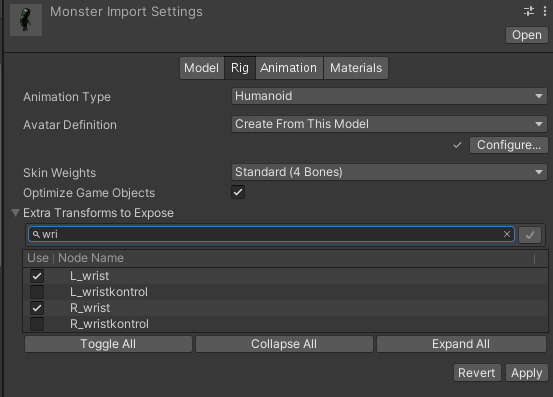 Monster Import Settings
Open
Model Rig Animation Materials
Animation Type Humanoid
Avatar Definition Create From This Model
Configure...
Skin Weights Standard (4 Bones)
Optimize Game Objects
Extra Transforms to Expose
wri
Use Node Name
L_wrist
L_wristkontrol
R_wrist
R_wristkontrol
Toggle All Collapse All Expand All
Revert Apply